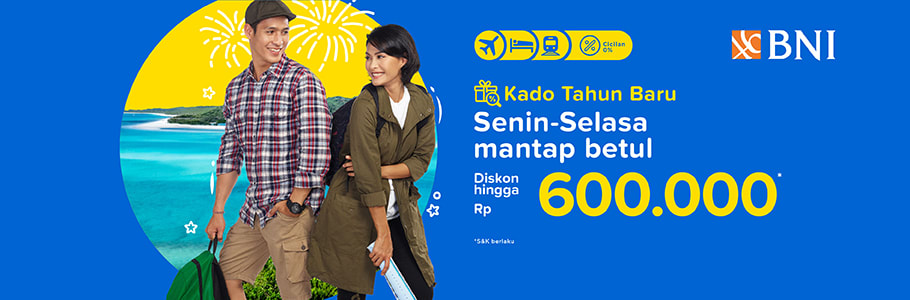 Cicilan
0%
BNI
Kado Tahun Baru
Senin-Selasa
mantap betul
Diskon
hingga
Rp 600.000*
*S&K berlaku